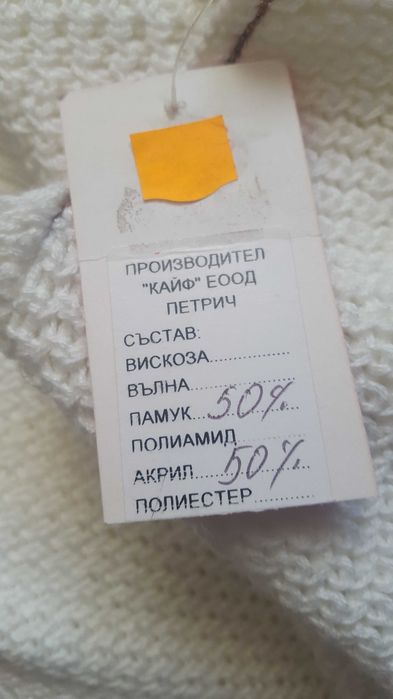 ПРОИЗВОДИТЕЛ
"КАЙФ" ЕООД
ПЕТРИЧ
СЪСТАВ:
ВИСКОЗА..................
ВЪЛНА.....................
ПАМУК...50%...
ПОЛИАМИД...............
АКРИЛ...50%...
ПОЛИЕСТЕР............